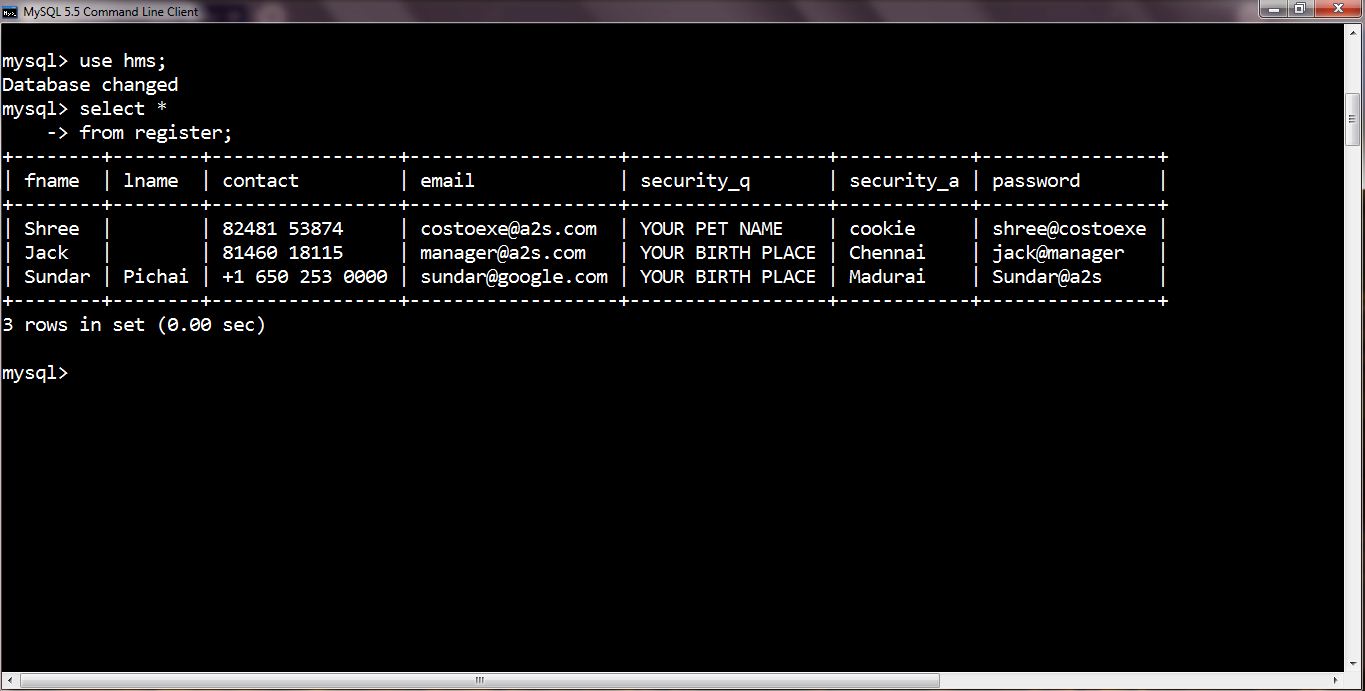 MySQL 5.5 Command Line Client
mysql> use hms;
Database changed
mysql> select *
    -> from register;
+--------+--------+-----------------+-------------------+------------------+------------+----------------+
| fname  | lname  | contact         | email             | security_q       | security_a | password       |
+--------+--------+-----------------+-------------------+------------------+------------+----------------+
| Shree  |        | 82481 53874     | costoexe@a2s.com  | YOUR PET NAME    | cookie     | shree@costoexe |
| Jack   |        | 81460 18115     | manager@a2s.com   | YOUR BIRTH PLACE | Chennai    | jack@manager   |
| Sundar | Pichai | +1 650 253 0000 | sundar@google.com | YOUR BIRTH PLACE | Madurai    | Sundar@a2s     |
+--------+--------+-----------------+-------------------+------------------+------------+----------------+
3 rows in set (0.00 sec)
mysql>